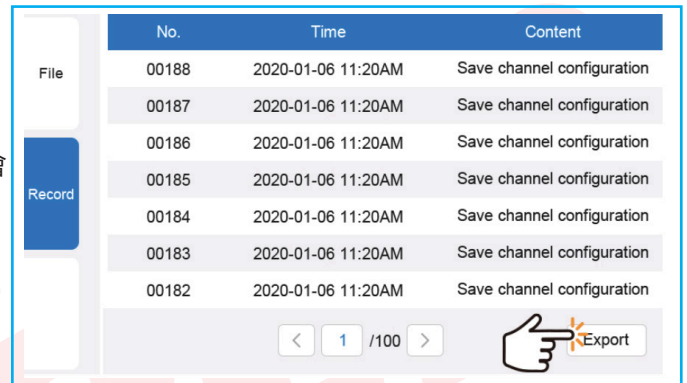 No. Time Content
File
00188 2020-01-06 11:20AM Save channel configuration
00187 2020-01-06 11:20AM Save channel configuration
00186 2020-01-06 11:20AM Save channel configuration
Record
00185 2020-01-06 11:20AM Save channel configuration
00184 2020-01-06 11:20AM Save channel configuration
00183 2020-01-06 11:20AM Save channel configuration
00182 2020-01-06 11:20AM Save channel configuration
< 1 /100 > Export